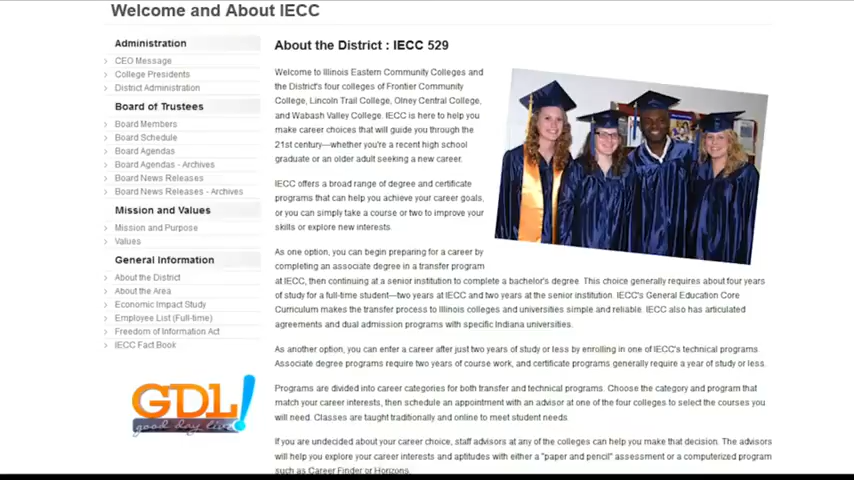 Welcome and About IECC
Administration
CEO Message
College Presidents
District Administration
Board of Trustees
Board Members
Board Schedule
Board Agendas
Board Agendas - Archives
Board News Releases
Board News Releases - Archives
Mission and Values
Mission and Purpose
Values
General Information
About the District
About the Area
Economic Impact Study
Employee List (Full-time)
Freedom of Information Act
IECC Fact Book
GDL!
good day live
About the District : IECC 529
Welcome to Illinois Eastern Community Colleges and
the District's four colleges of Frontier Community
College, Lincoln Trail College, Olney Central College,
and Wabash Valley College. IECC is here to help you
make career choices that will guide you through the
21st century—whether you're a recent high school
graduate or an older adult seeking a new career.
IECC offers a broad range of degree and certificate
programs that can help you achieve your career goals,
or you can simply take a course or two to improve your
skills or explore new interests.
As one option, you can begin preparing for a career by
completing an associate degree in a transfer program
at IECC, then continuing at a senior institution to complete a bachelor's degree. This choice generally requires about four years
of study for a full-time student—two years at IECC and two years at the senior institution. IECC's General Education Core
Curriculum makes the transfer process to Illinois colleges and universities simple and reliable. IECC also has articulated
agreements and dual admission programs with specific Indiana universities.
As another option, you can enter a career after just two years of study or less by enrolling in one of IECC's technical programs.
Associate degree programs require two years of course work, and certificate programs generally require a year of study or less.
Programs are divided into career categories for both transfer and technical programs. Choose the category and program that
match your career interests, then schedule an appointment with an advisor at one of the four colleges to select the courses you
will need. Classes are taught traditionally and online to meet student needs.
If you are undecided about your career choice, staff advisors at any of the colleges can help you make that decision. The advisors
will help you explore your career interests and aptitudes with either a "paper and pencil" assessment or a computerized program
such as Career Finder or Horizons.